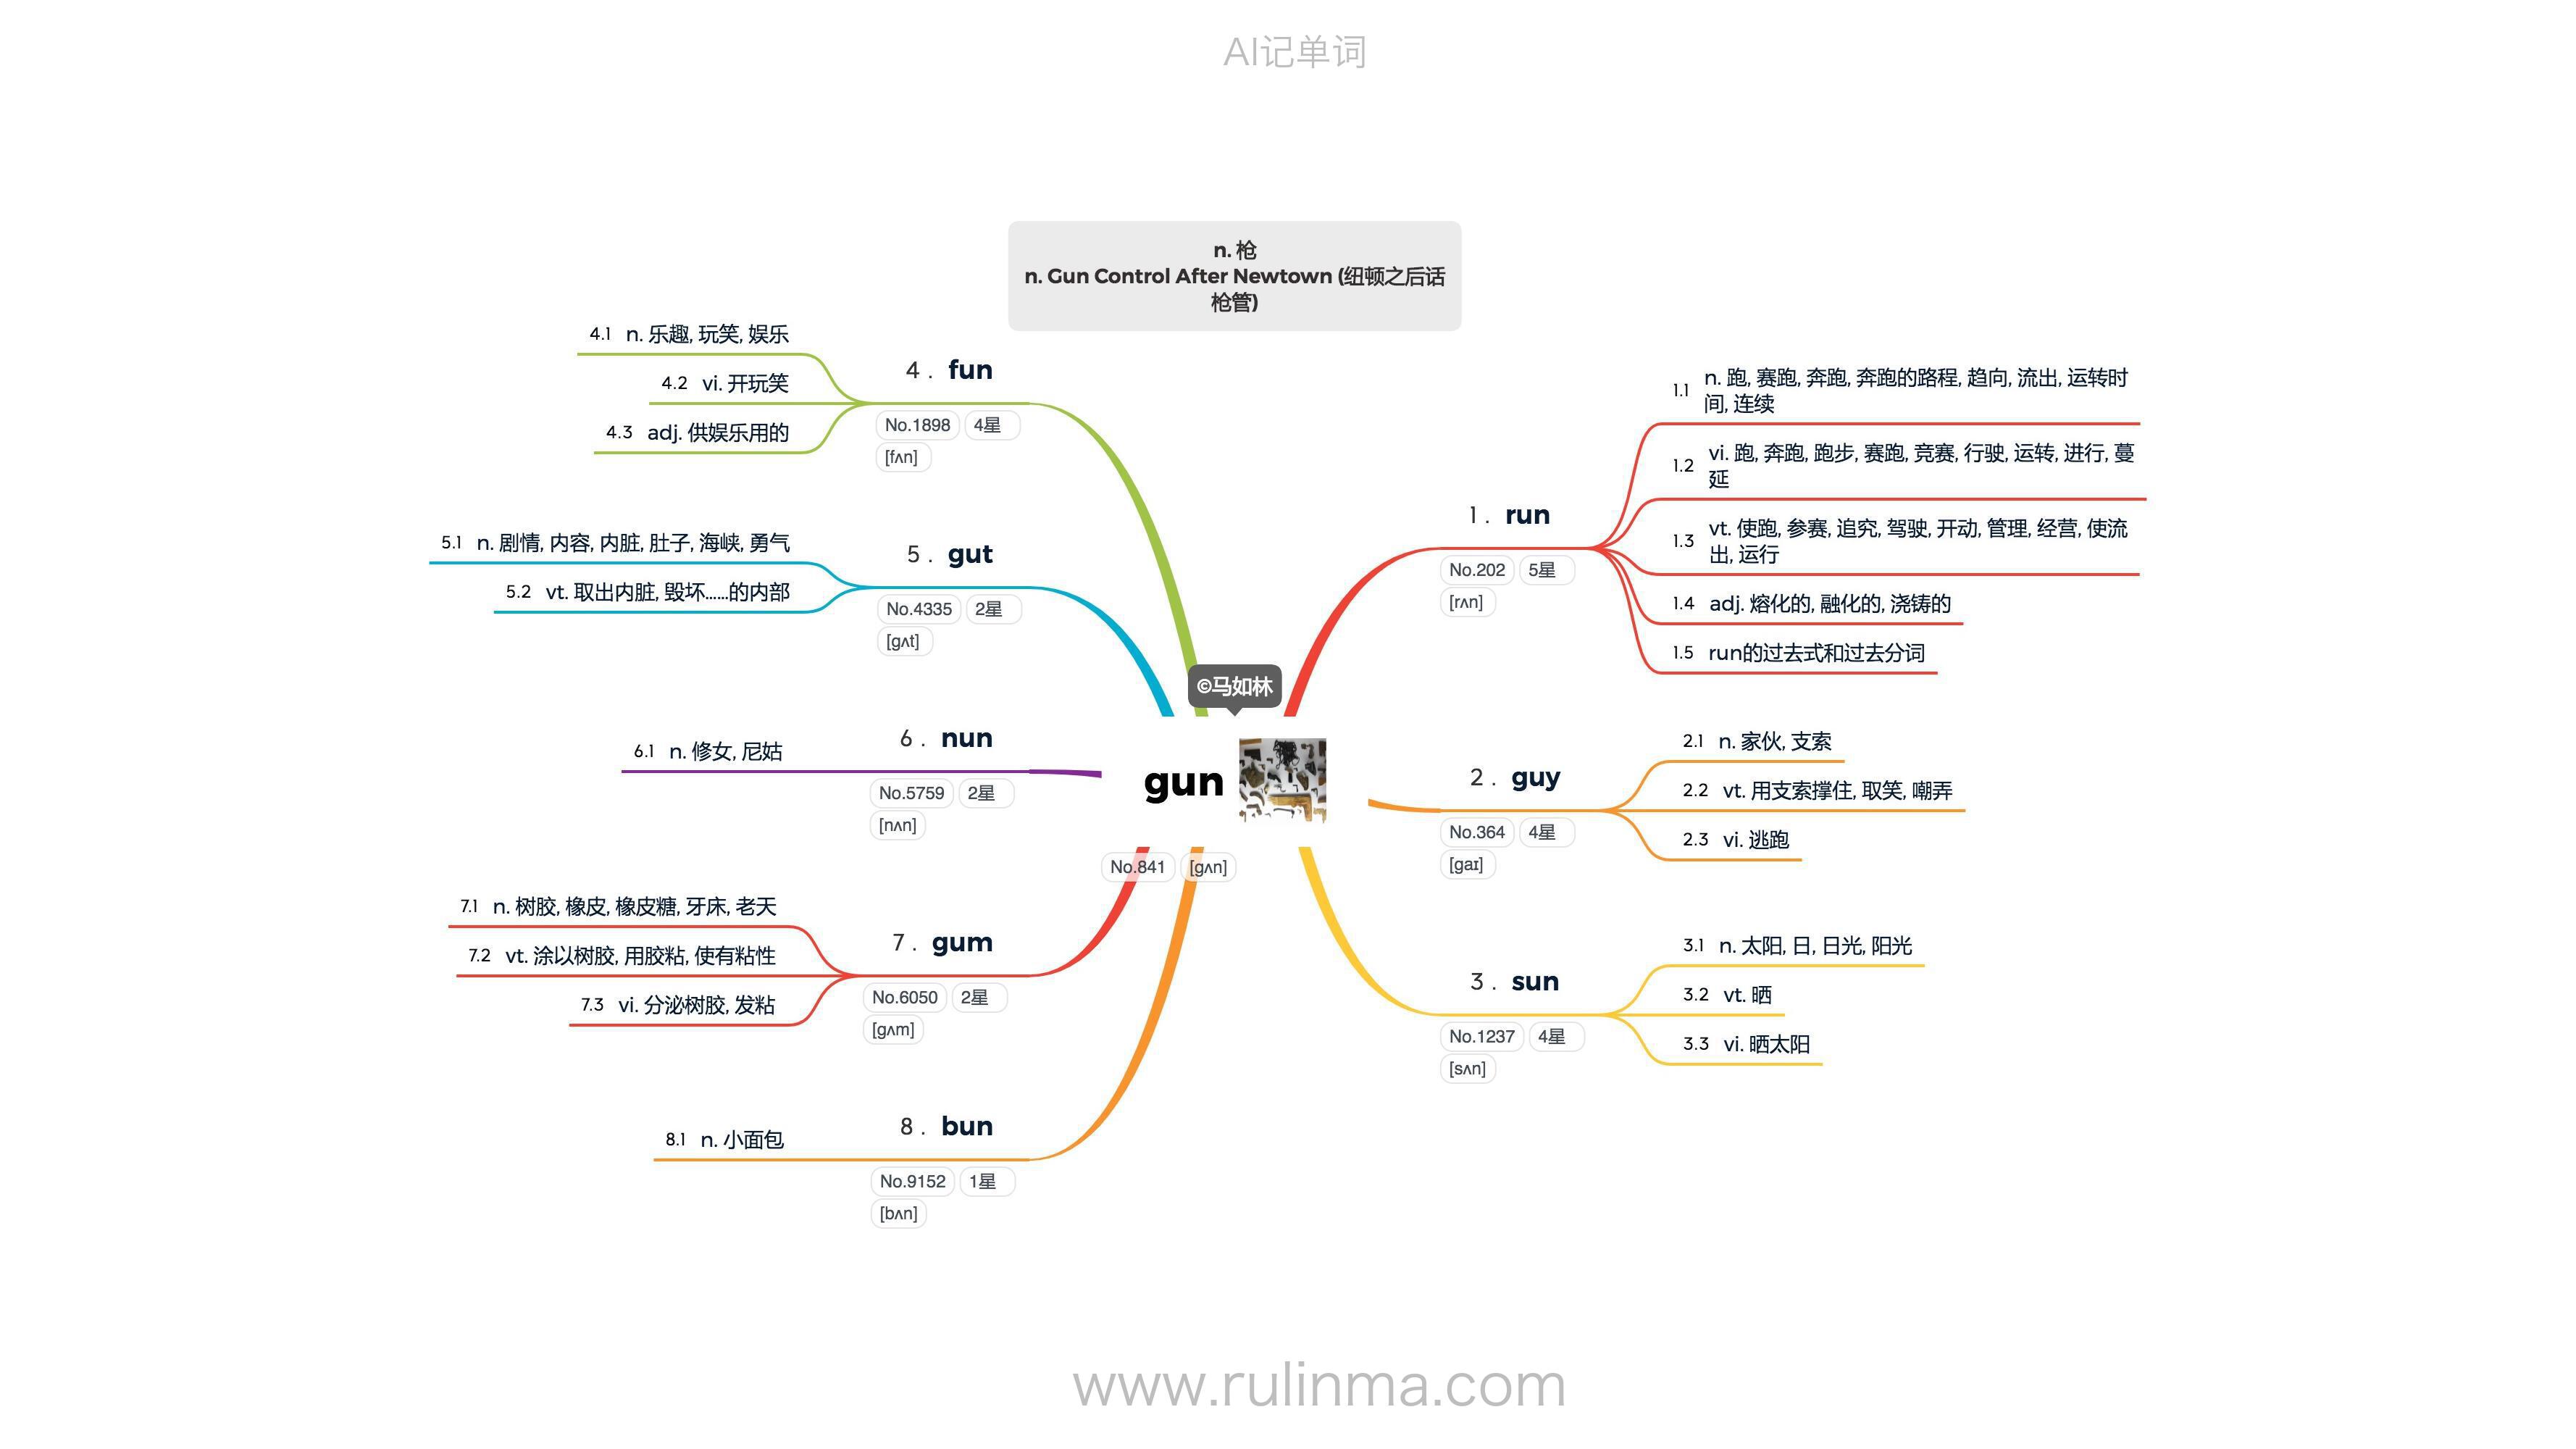 AI记单词
n. 枪
n. Gun Control After Newtown (纽顿之后话
枪管)
©马如林
gun
No.841 [gʌn]
1 . run
No.202 5星
[rʌn]
1.1 n. 跑, 赛跑, 奔跑, 奔跑的路程, 趋向, 流出, 运转时
间, 连续
1.2 vi. 跑, 奔跑, 跑步, 赛跑, 竞赛, 行驶, 运转, 进行, 蔓
延
1.3 vt. 使跑, 参赛, 追究, 驾驶, 开动, 管理, 经营, 使流
出, 运行
1.4 adj. 熔化的, 融化的, 浇铸的
1.5 run的过去式和过去分词
2 . guy
No.364 4星
[gaɪ]
2.1 n. 家伙, 支索
2.2 vt. 用支索撑住, 取笑, 嘲弄
2.3 vi. 逃跑
3 . sun
No.1237 4星
[sʌn]
3.1 n. 太阳, 日, 日光, 阳光
3.2 vt. 晒
3.3 vi. 晒太阳
4 . fun
No.1898 4星
[fʌn]
4.1 n. 乐趣, 玩笑, 娱乐
4.2 vi. 开玩笑
4.3 adj. 供娱乐用的
5 . gut
No.4335 2星
[gʌt]
5.1 n. 剧情, 内容, 内脏, 肚子, 海峡, 勇气
5.2 vt. 取出内脏, 毁坏……的内部
6 . nun
No.5759 2星
[nʌn]
6.1 n. 修女, 尼姑
7 . gum
No.6050 2星
[gʌm]
7.1 n. 树胶, 橡皮, 橡皮糖, 牙床, 老天
7.2 vt. 涂以树胶, 用胶粘, 使有粘性
7.3 vi. 分泌树胶, 发粘
8 . bun
No.9152 1星
[bʌn]
8.1 n. 小面包
www.rulinma.com